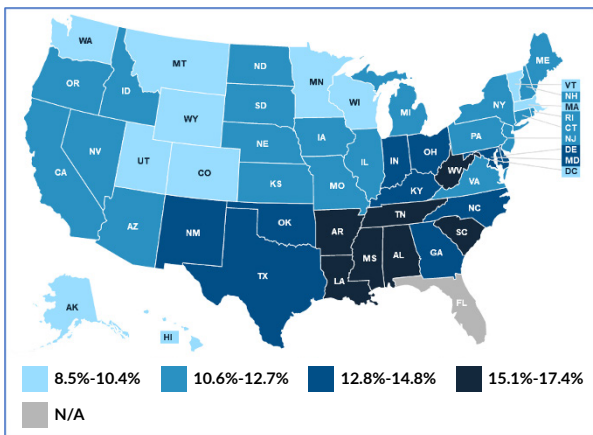 WA
MT
ND
MN
WI
ME
VT
NH
MA
RI
CT
NJ
DE
MD
DC
OR
ID
SD
MI
NY
WY
IA
NE
PA
NV
UT
CO
IL
IN
OH
CA
KS
MO
KY
WV
VA
AZ
NM
OK
AR
TN
NC
SC
TX
LA
MS
AL
GA
FL
AK
HI
8.5%-10.4%
10.6%-12.7%
12.8%-14.8%
15.1%-17.4%
N/A